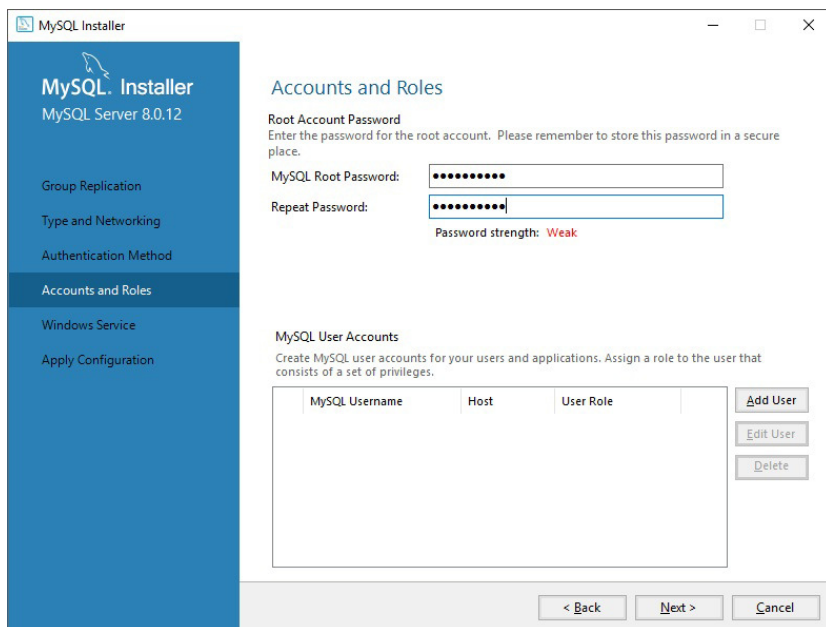 MySQL Installer
MySQL. Installer
MySQL Server 8.0.12
Group Replication
Type and Networking
Authentication Method
Accounts and Roles
Windows Service
Apply Configuration
Accounts and Roles
Root Account Password
Enter the password for the root account. Please remember to store this password in a secure
place.
MySQL Root Password: ●●●●●●●●●●
Repeat Password: ●●●●●●●●●●
Password strength: Weak
MySQL User Accounts
Create MySQL user accounts for your users and applications. Assign a role to the user that
consists of a set of privileges.
MySQL Username Host User Role
Add User
Edit User
Delete
< Back Next > Cancel